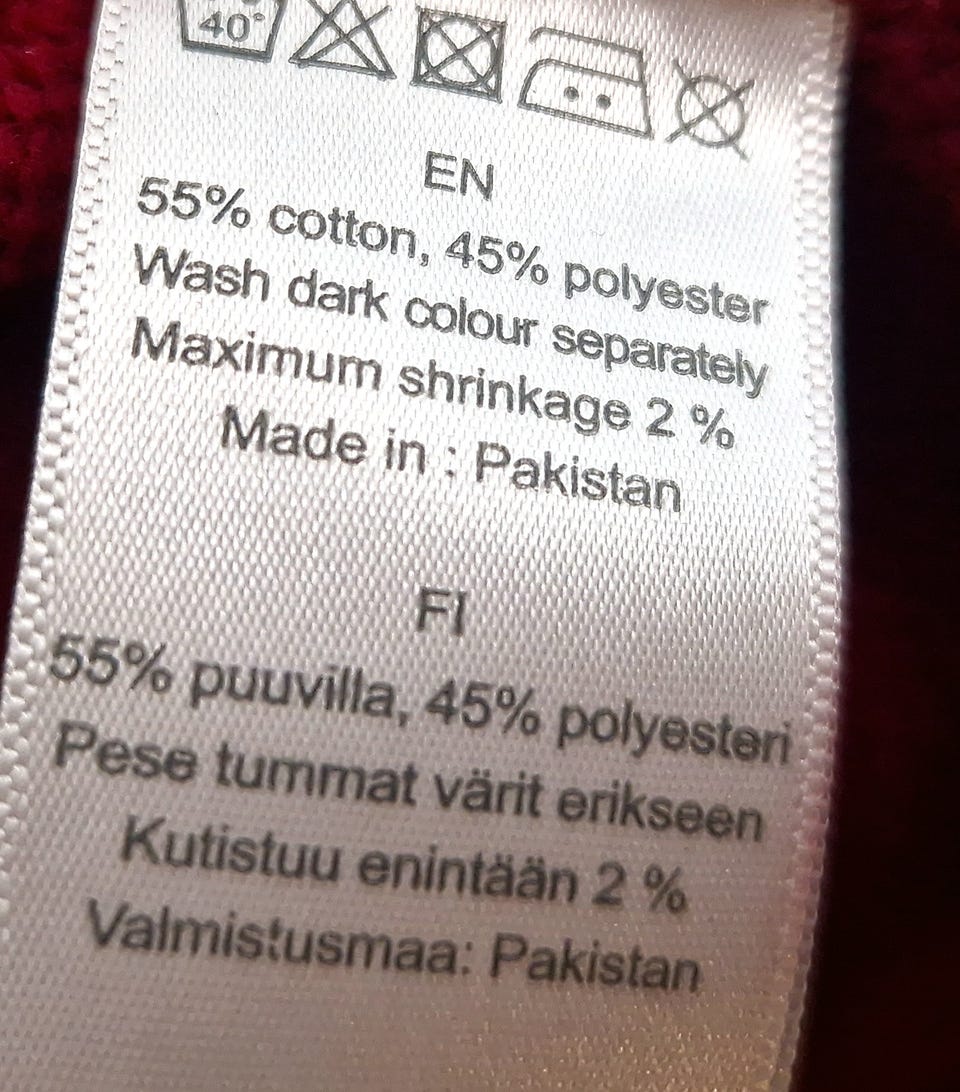 40°
EN
55% cotton, 45% polyester
Wash dark colour separately
Maximum shrinkage 2 %
Made in : Pakistan
FI
55% puuvilla, 45% polyesteri
Pese tummat värit erikseen
Kutistuu enintään 2 %
Valmistusmaa: Pakistan